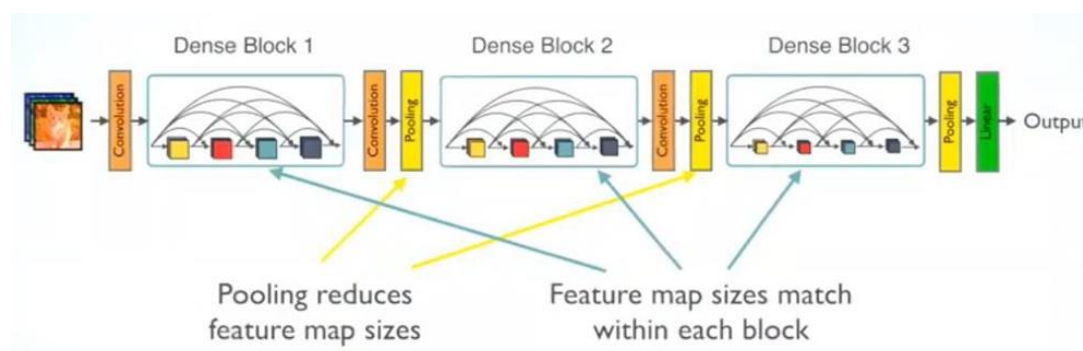 Dense Block 1
Dense Block 2
Dense Block 3
Convolution
Convolution
Pooling
Convolution
Pooling
Pooling
Linear
Output
Pooling reduces
feature map sizes
Feature map sizes match
within each block